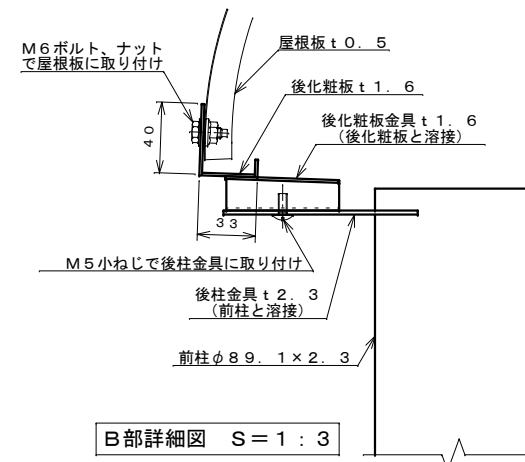 M6ボルト、ナット
で屋根板に取り付け
屋根板t0.5
後化粧板t1.6
後化粧板金具t1.6
(後化粧板と溶接)
40
33
M5小ねじで後柱金具に取り付け
後柱金具t2.3
(前柱と溶接)
前柱φ89.1×2.3
B部詳細図 S=1:3